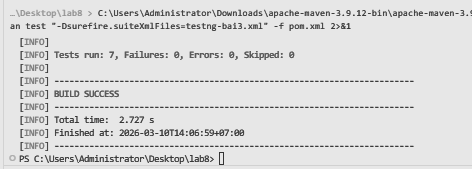 …\Desktop\lab8 > C:\Users\Administrator\Downloads\apache-maven-3.9.12-bin\apache-maven-3.9
an test "-Dsurefire.suiteXmlFiles=testng-bai3.xml" -f pom.xml 2>&1
[INFO]
[INFO] Tests run: 7, Failures: 0, Errors: 0, Skipped: 0
[INFO]
[INFO] ------------------------------------------------------------------------
[INFO] BUILD SUCCESS
[INFO] ------------------------------------------------------------------------
[INFO] Total time:  2.727 s
[INFO] Finished at: 2026-03-10T14:06:59+07:00
[INFO] ------------------------------------------------------------------------
PS C:\Users\Administrator\Desktop\lab8>